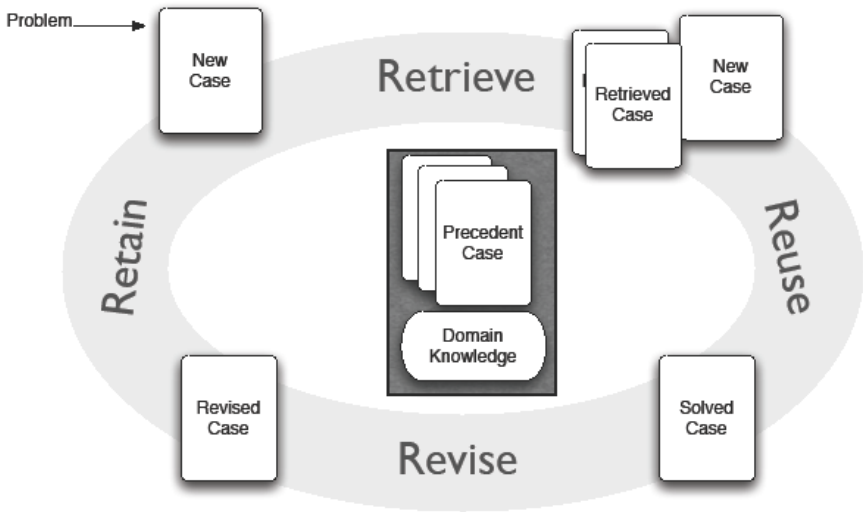 Problem
New
Case
Retrieve
Retrieved
Case
New
Case
Retain
Precedent
Case
Reuse
Domain
Knowledge
Revised
Case
Revise
Solved
Case